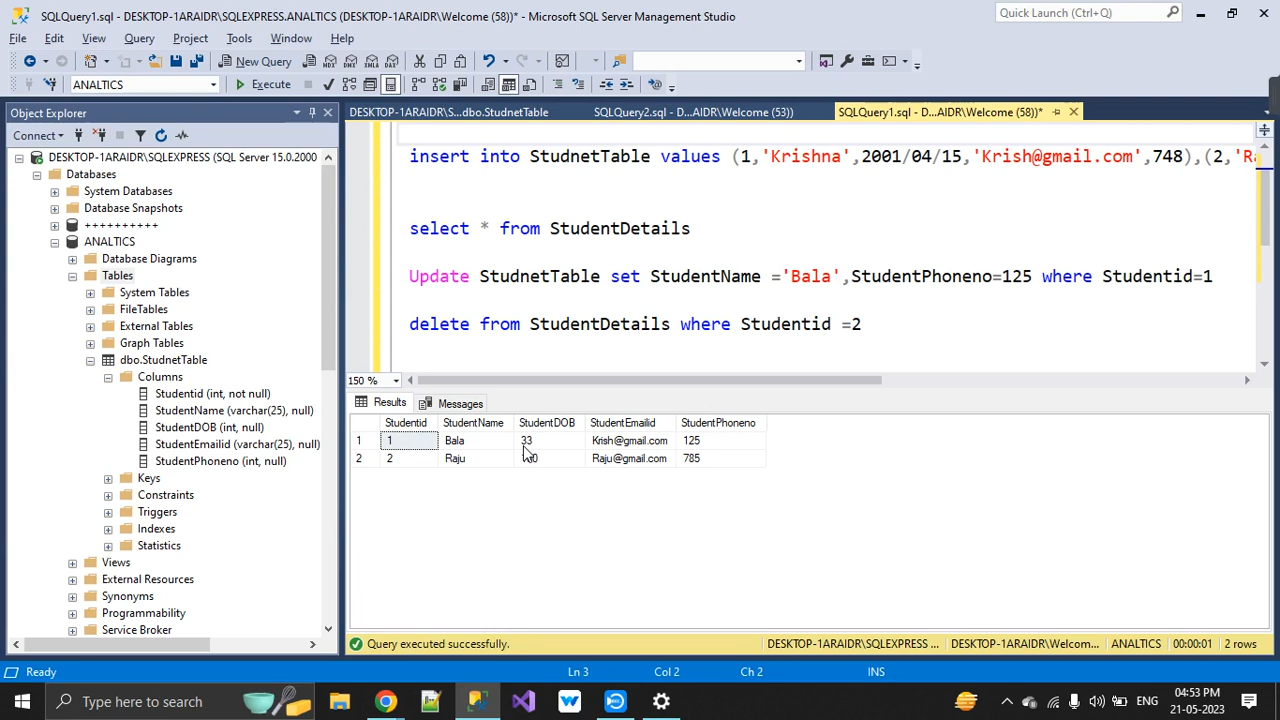 SQLQuery1.sql - DESKTOP-1ARAIDR\SQLEXPRESS.ANALTICS (DESKTOP-1ARAIDR\Welcome (58))* - Microsoft SQL Server Management Studio
Quick Launch (Ctrl+Q)
File Edit View Query Project Tools Window Help
New Query
ANALTICS Execute
Object Explorer
DESKTOP-1ARAIDR\S...dbo.StudnetTable SQLQuery2.sql - D...AIDR\Welcome (53)) SQLQuery1.sql - D...AIDR\Welcome (58))*
Connect
DESKTOP-1ARAIDR\SQLEXPRESS (SQL Server 15.0.2000
Databases
System Databases
Database Snapshots
++++++++++
ANALTICS
Database Diagrams
Tables
System Tables
FileTables
External Tables
Graph Tables
dbo.StudnetTable
Columns
Studentid (int, not null)
StudentName (varchar(25), null)
StudentDOB (int, null)
StudentEmailid (varchar(25), null)
StudentPhoneno (int, null)
Keys
Constraints
Triggers
Indexes
Statistics
Views
External Resources
Synonyms
Programmability
Service Broker
insert into StudnetTable values (1,'Krishna',2001/04/15,'Krish@gmail.com',748),(2,'Ra
select * from StudentDetails
Update StudnetTable set StudentName ='Bala',StudentPhoneno=125 where Studentid=1
delete from StudentDetails where Studentid =2
150 %
Results Messages
Studentid StudentName StudentDOB StudentEmailid StudentPhoneno
1 1 Bala 33 Krish@gmail.com 125
2 2 Raju Raju@gmail.com 785
Query executed successfully. DESKTOP-1ARAIDR\SQLEXPRESS ... DESKTOP-1ARAIDR\Welcom... ANALTICS 00:00:01 2 rows
Ready Ln 3 Col 2 Ch 2 INS
Type here to search
ENG
04:53 PM
21-05-2023